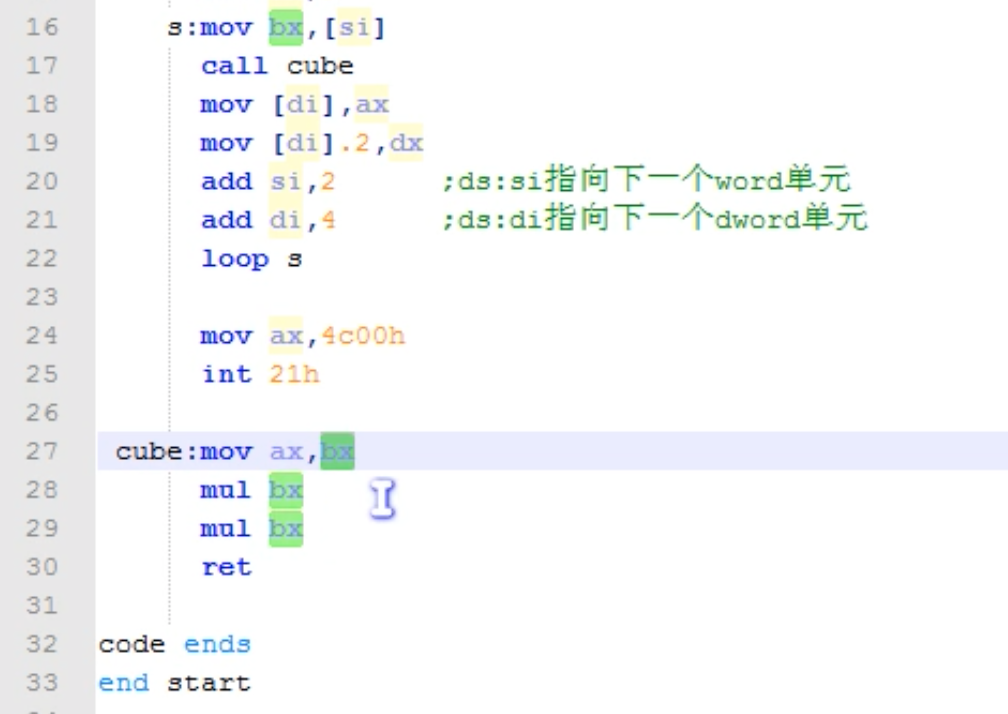 16 s:mov bx,[si]
17 call cube
18 mov [di],ax
19 mov [di].2,dx
20 add si,2 ;ds:si指向下一个word单元
21 add di,4 ;ds:di指向下一个dword单元
22 loop s
23
24 mov ax,4c00h
25 int 21h
26
27 cube:mov ax,bx
28 mul bx
29 mul bx
30 ret
31
32 code ends
33 end start